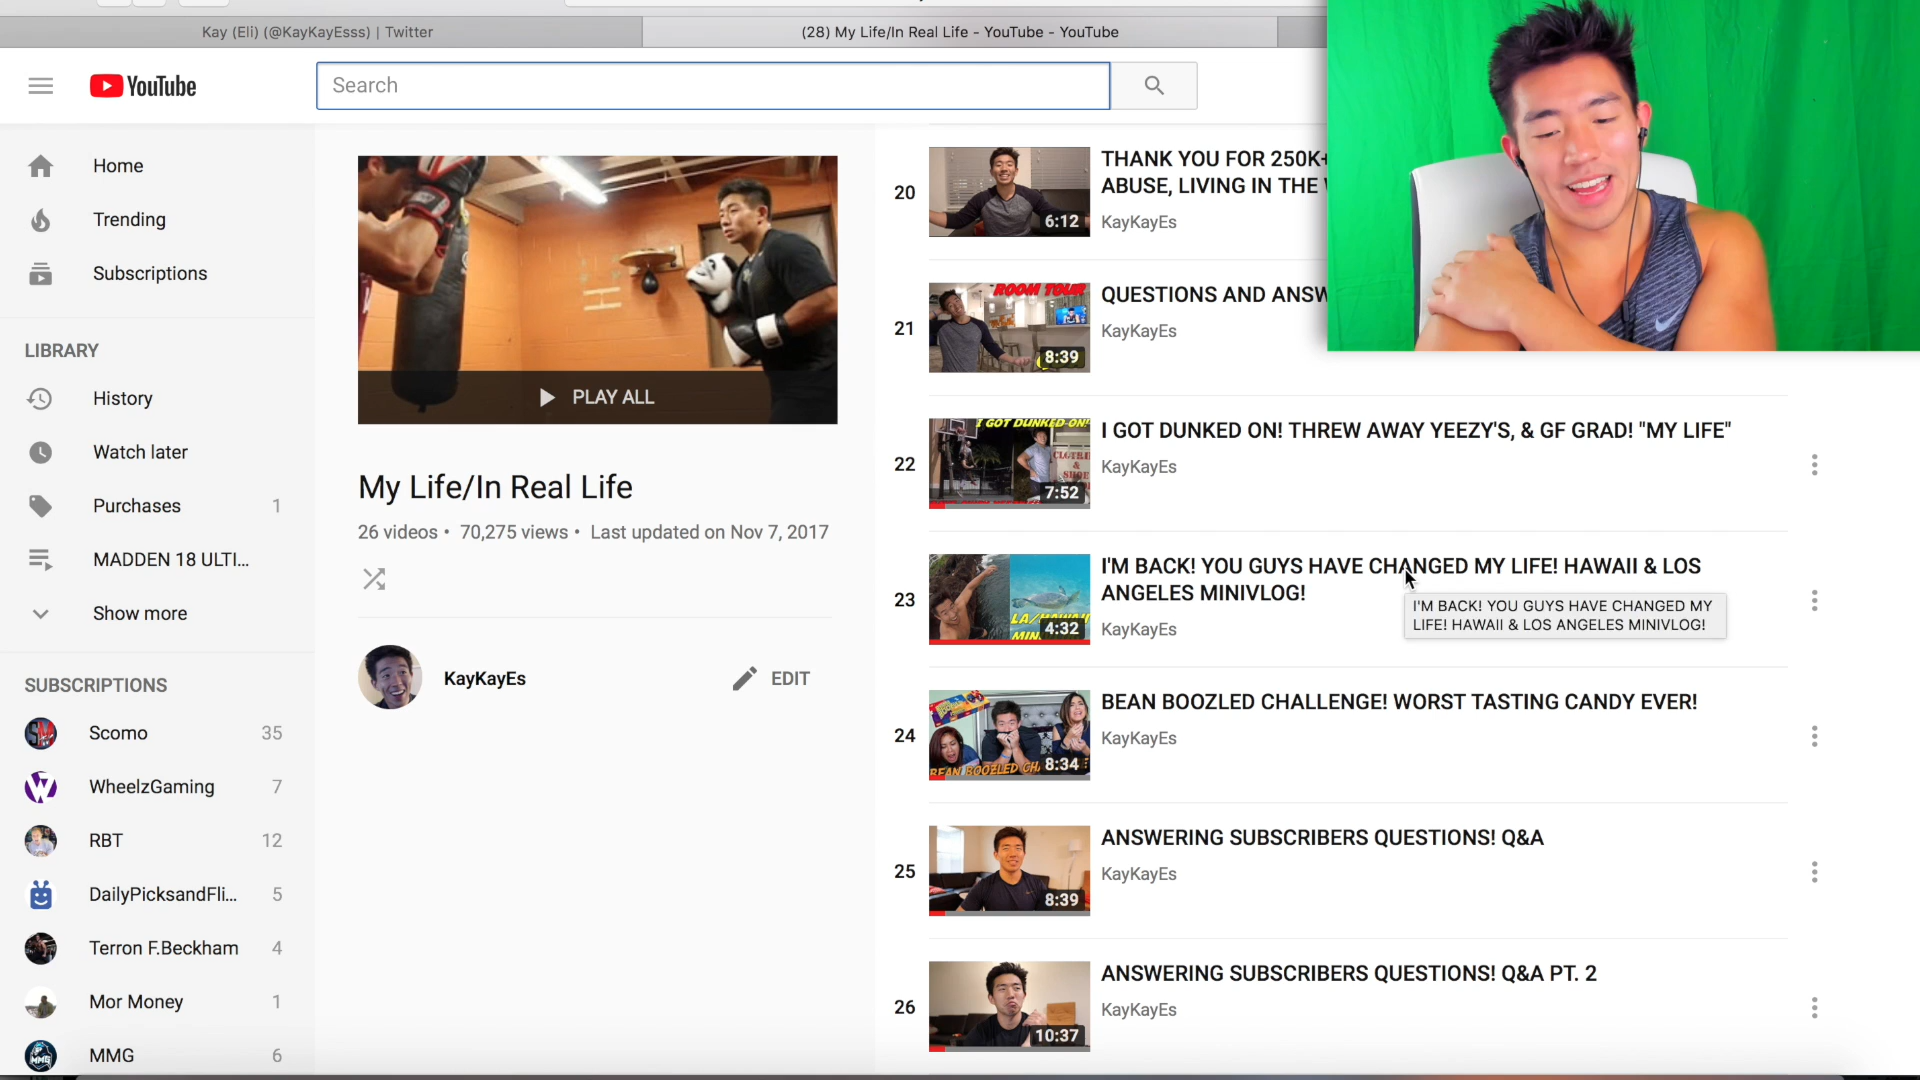 Kay (Eli) (@KayKayEsss) | Twitter
(28) My Life/In Real Life - YouTube - YouTube
YouTube
Search
Home
Trending
Subscriptions
LIBRARY
History
Watch later
Purchases 1
MADDEN 18 ULTI...
Show more
SUBSCRIPTIONS
Scomo 35
WheelzGaming 7
RBT 12
DailyPicksandFli... 5
Terron F.Beckham 4
Mor Money 1
MMG 6
PLAY ALL
My Life/In Real Life
26 videos • 70,275 views • Last updated on Nov 7, 2017
KayKayEs
EDIT
20
6:12
THANK YOU FOR 250K+
ABUSE, LIVING IN THE
KayKayEs
21
ROOM TOUR
8:39
QUESTIONS AND ANSW
KayKayEs
22
I GOT DUNKED ON!
CLOTHES
& SHOE
7:52
I GOT DUNKED ON! THREW AWAY YEEZY'S, & GF GRAD! "MY LIFE"
KayKayEs
23
LA/HAWAII
MINI
4:32
I'M BACK! YOU GUYS HAVE CHANGED MY LIFE! HAWAII & LOS
ANGELES MINIVLOG!
KayKayEs
I'M BACK! YOU GUYS HAVE CHANGED MY
LIFE! HAWAII & LOS ANGELES MINIVLOG!
24
BEAN BOOZLED CH
8:34
BEAN BOOZLED CHALLENGE! WORST TASTING CANDY EVER!
KayKayEs
25
8:39
ANSWERING SUBSCRIBERS QUESTIONS! Q&A
KayKayEs
26
10:37
ANSWERING SUBSCRIBERS QUESTIONS! Q&A PT. 2
KayKayEs